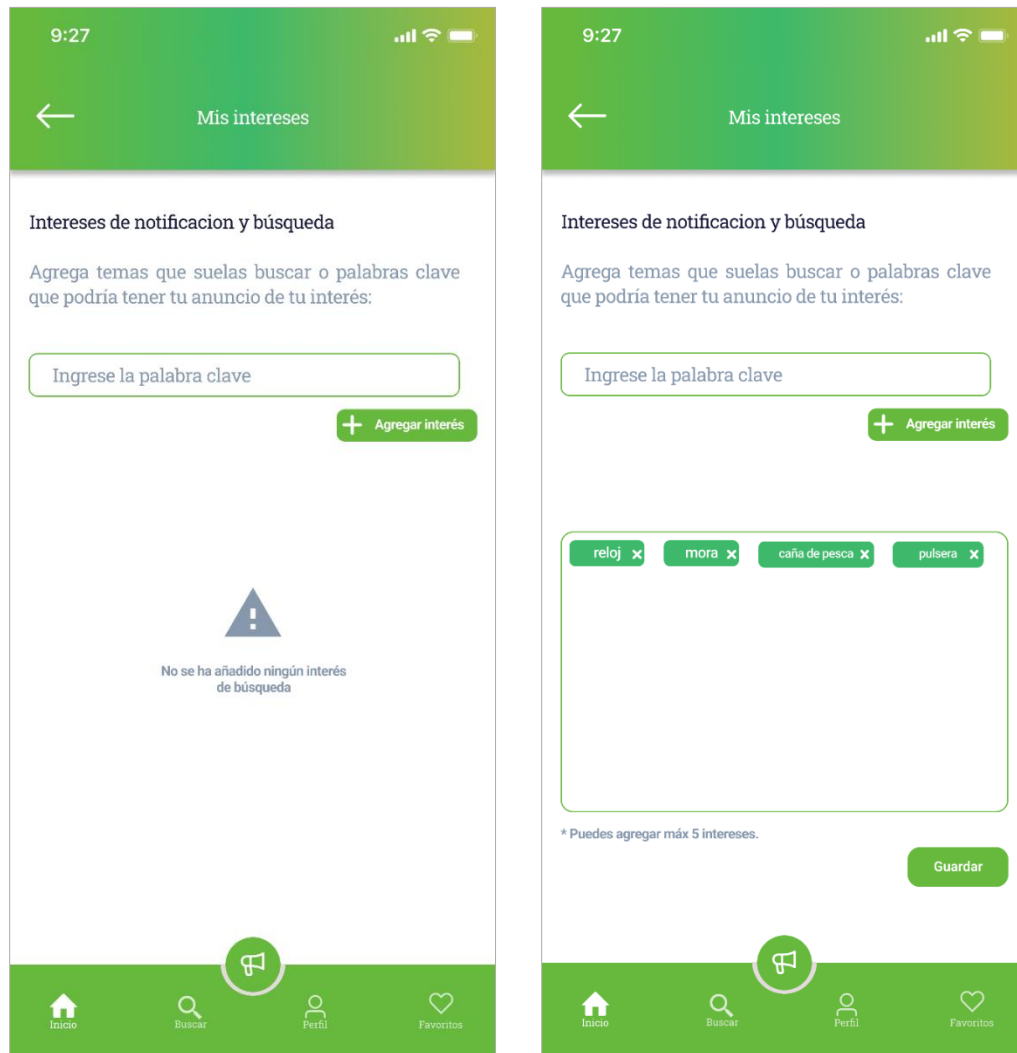 9:27
Mis intereses
Intereses de notificacion y búsqueda
Agrega temas que suelas buscar o palabras clave
que podría tener tu anuncio de tu interés:
Ingrese la palabra clave
Agregar interés
No se ha añadido ningún interés
de búsqueda
Inicio
Buscar
Perfil
Favoritos
9:27
Mis intereses
Intereses de notificacion y búsqueda
Agrega temas que suelas buscar o palabras clave
que podría tener tu anuncio de tu interés:
Ingrese la palabra clave
Agregar interés
reloj
mora
caña de pesca
pulsera
* Puedes agregar máx 5 intereses.
Guardar
Inicio
Buscar
Perfil
Favoritos